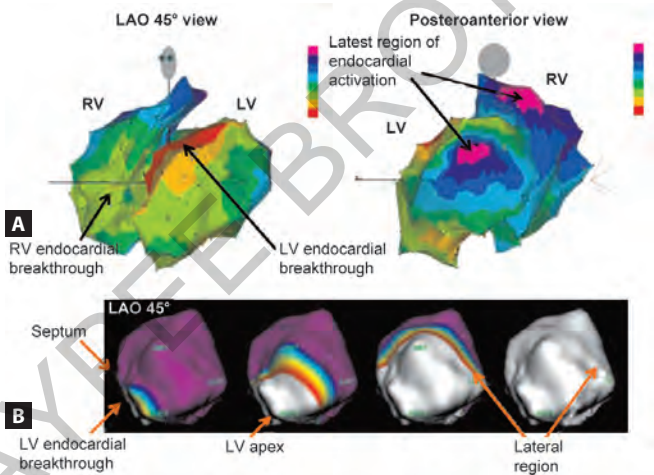 LAO 45° view
Posteroanterior view
Latest region of
endocardial
activation
RV
LV
RV
LV
A
RV endocardial
breakthrough
LV endocardial
breakthrough
LAO 45°
Septum
B
LV endocardial
breakthrough
LV apex
Lateral
region